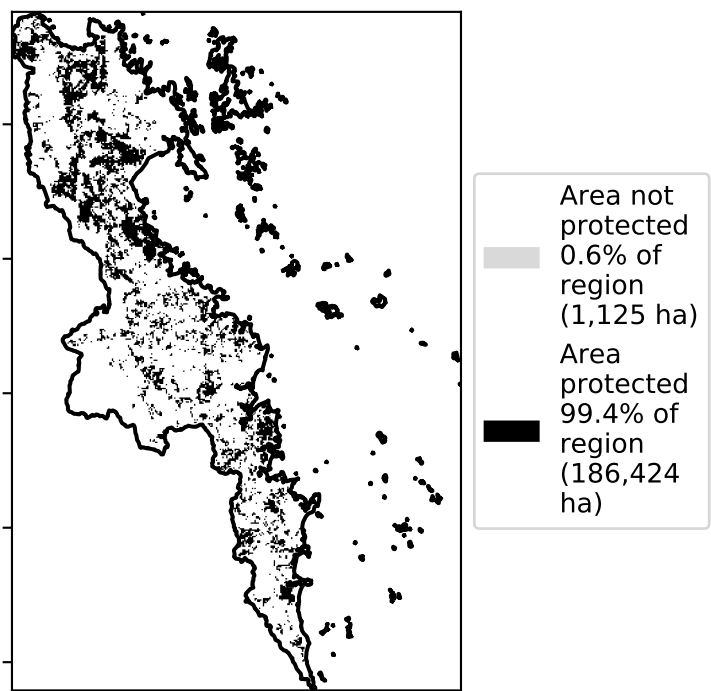 Area not
protected
0.6% of
region
(1,125 ha)
Area
protected
99.4% of
region
(186,424
ha)